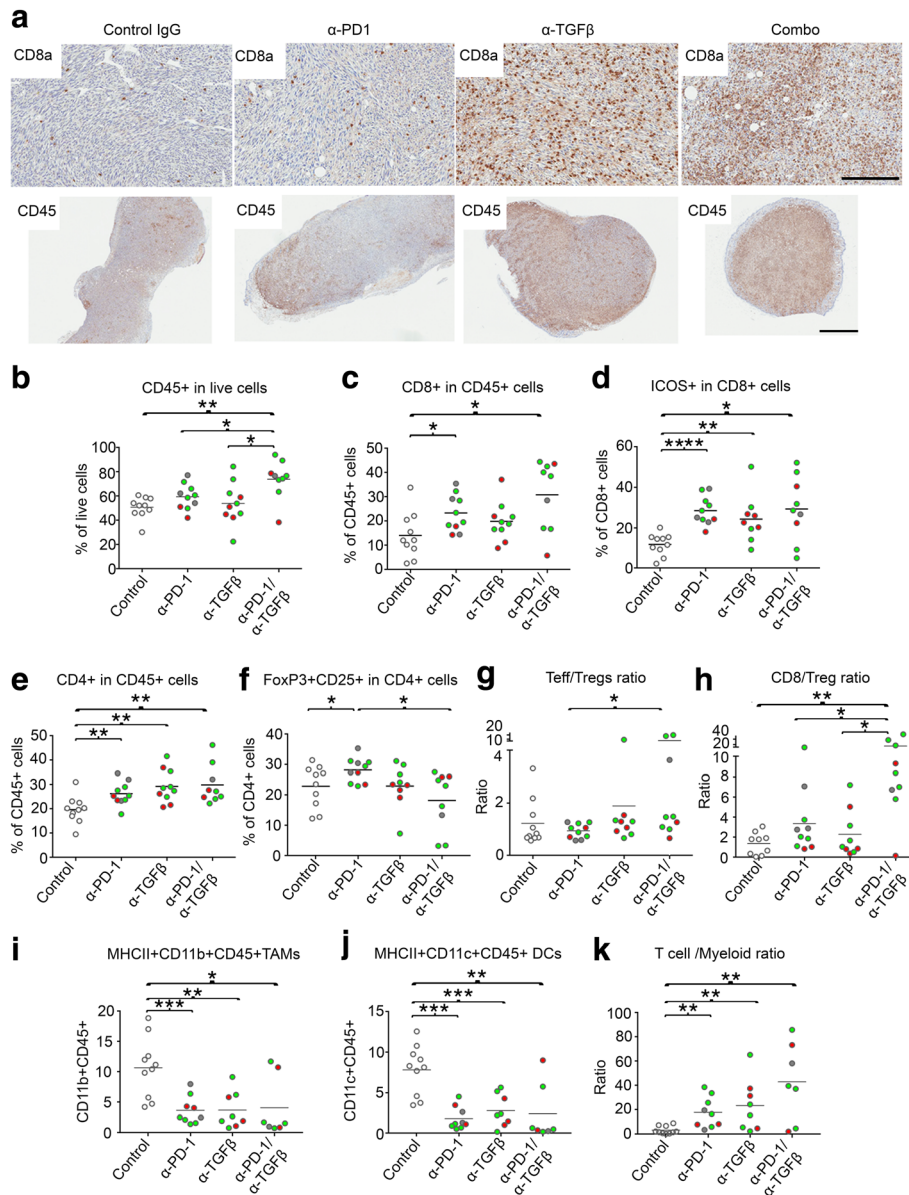 a
Control IgG α-PD1 α-TGFβ Combo
CD8a CD8a CD8a CD8a
CD45 CD45 CD45 CD45
b CD45+ in live cells
** * *
% of live cells
100 80 60 40 20 0
Control α-PD-1 α-TGFβ α-PD-1/ α-TGFβ
c CD8+ in CD45+ cells
* *
% of CD45+ cells
50 40 30 20 10 0
Control α-PD-1 α-TGFβ α-PD-1/ α-TGFβ
d ICOS+ in CD8+ cells
* ** ****
% of CD8+ cells
60 40 20 0
Control α-PD-1 α-TGFβ α-PD-1/ α-TGFβ
e CD4+ in CD45+ cells
** ** **
% of CD45+ cells
50 40 30 20 10 0
Control α-PD-1 α-TGFβ α-PD-1/ α-TGFβ
f FoxP3+CD25+ in CD4+ cells
* *
% of CD4+ cells
40 30 20 10 0
Control α-PD-1 α-TGFβ α-PD-1/ α-TGFβ
g Teff/Tregs ratio
*
Ratio
20 10 4 2 0
Control α-PD-1 α-TGFβ α-PD-1/ α-TGFβ
h CD8/Treg ratio
** * *
Ratio
30 20 10 8 6 4 2 0
Control α-PD-1 α-TGFβ α-PD-1/ α-TGFβ
i MHCII+CD11b+CD45+TAMs
* ** ***
CD11b+CD45+
20 15 10 5 0
Control α-PD-1 α-TGFβ α-PD-1/ α-TGFβ
j MHCII+CD11c+CD45+ DCs
** *** ***
CD11c+CD45+
15 10 5 0
Control α-PD-1 α-TGFβ α-PD-1/ α-TGFβ
k T cell /Myeloid ratio
** ** **
Ratio
100 80 60 40 20 0
Control α-PD-1 α-TGFβ α-PD-1/ α-TGFβ